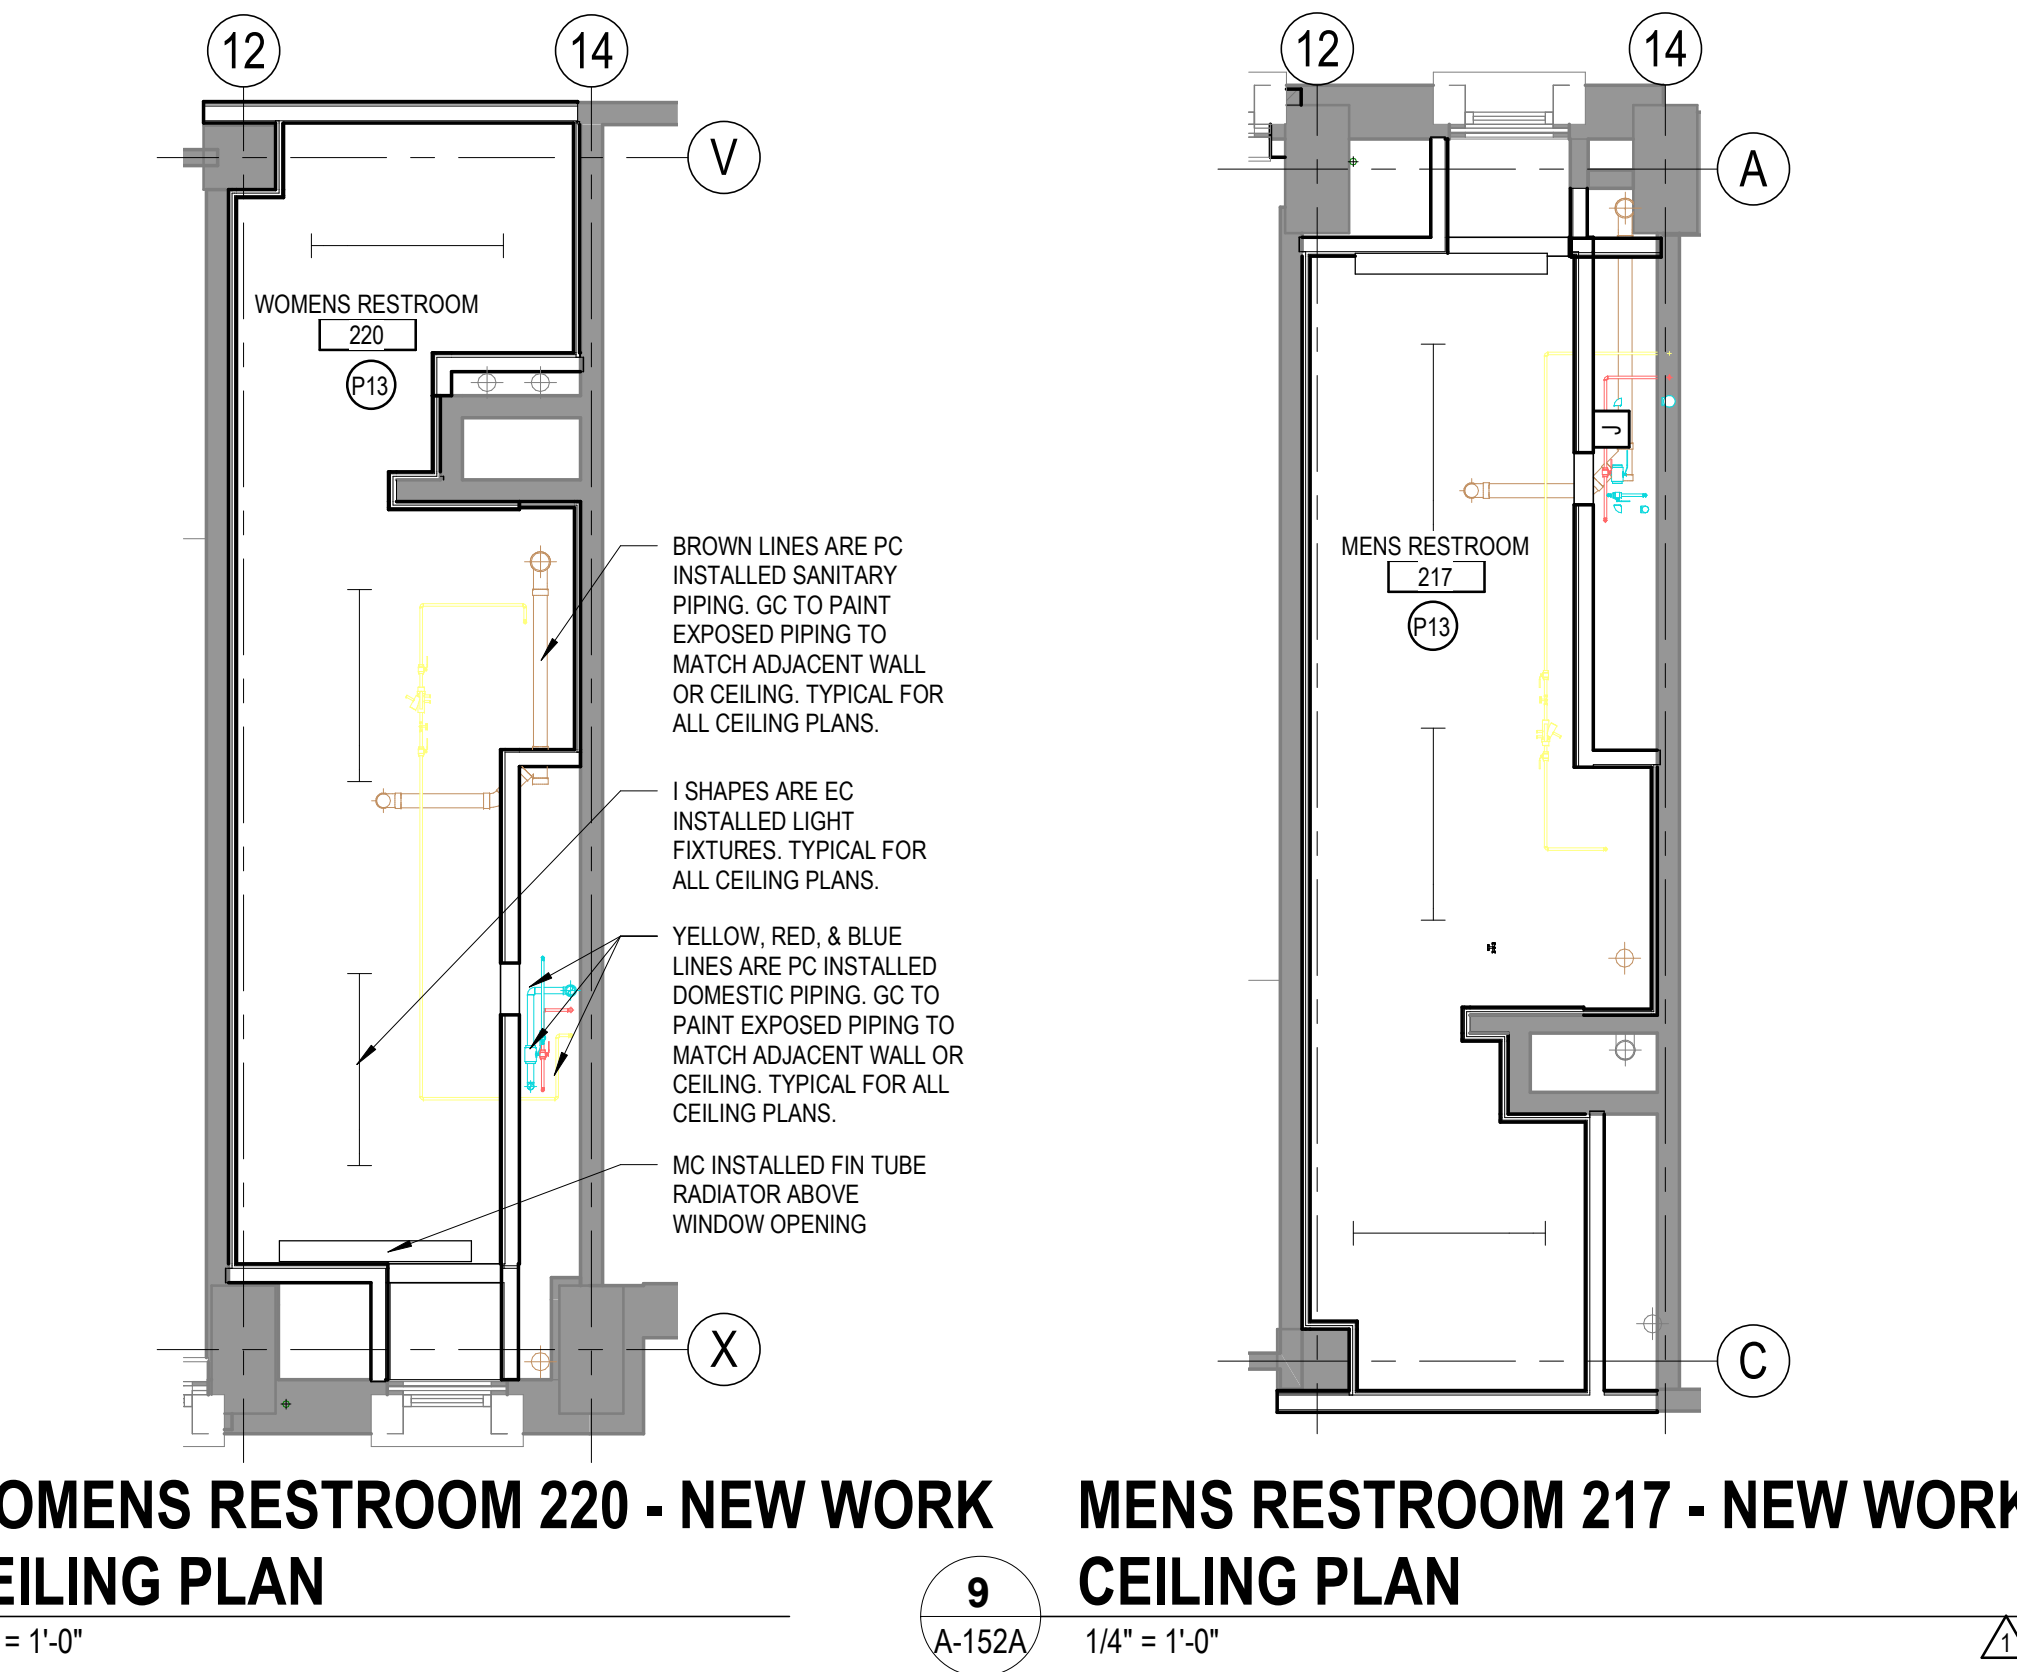 12
14
V
WOMENS RESTROOM
220
P13
BROWN LINES ARE PC
INSTALLED SANITARY
PIPING. GC TO PAINT
EXPOSED PIPING TO
MATCH ADJACENT WALL
OR CEILING. TYPICAL FOR
ALL CEILING PLANS.
I SHAPES ARE EC
INSTALLED LIGHT
FIXTURES. TYPICAL FOR
ALL CEILING PLANS.
YELLOW, RED, & BLUE
LINES ARE PC INSTALLED
DOMESTIC PIPING. GC TO
PAINT EXPOSED PIPING TO
MATCH ADJACENT WALL OR
CEILING. TYPICAL FOR ALL
CEILING PLANS.
MC INSTALLED FIN TUBE
RADIATOR ABOVE
WINDOW OPENING
X
OMENS RESTROOM 220 - NEW WORK
EILING PLAN
= 1'-0"
12
14
A
J
MENS RESTROOM
217
P13
C
MENS RESTROOM 217 - NEW WORK
CEILING PLAN
9
A-152A
1/4" = 1'-0"
1